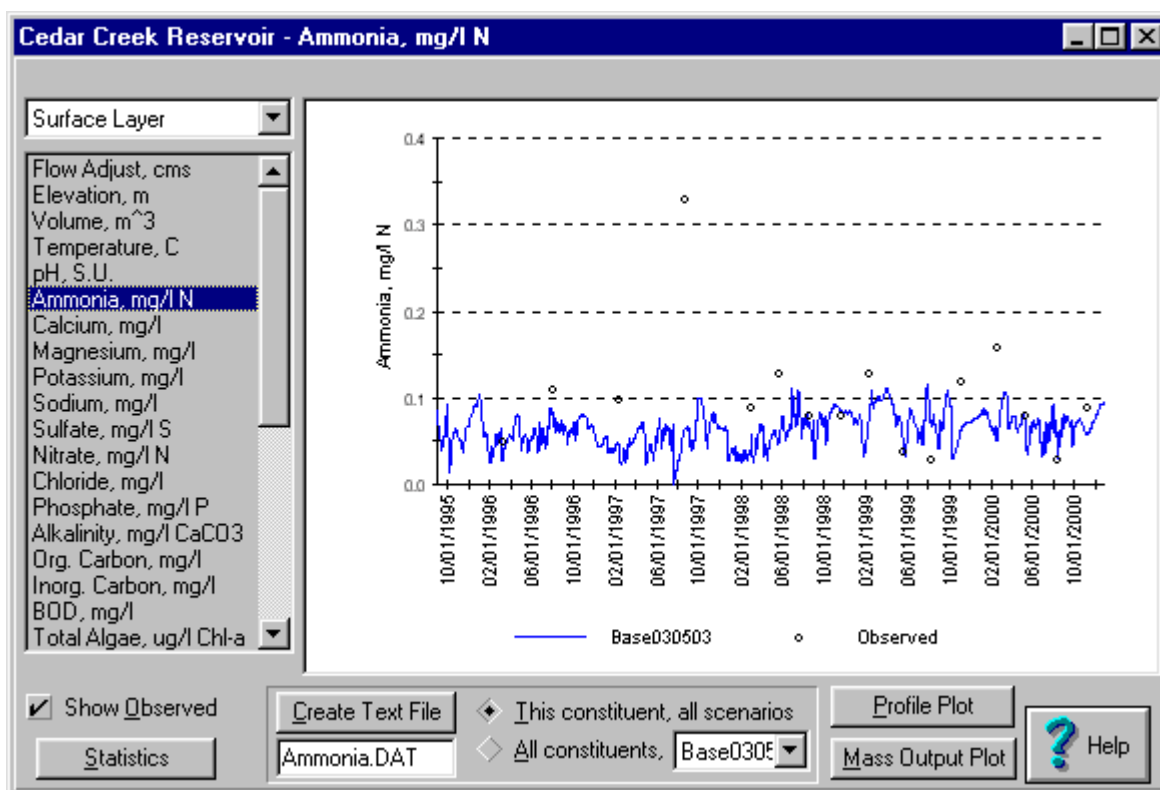 Cedar Creek Reservoir - Ammonia, mg/l N
Surface Layer
Flow Adjust, cms
Elevation, m
Volume, m^3
Temperature, C
pH, S.U.
Ammonia, mg/l N
Calcium, mg/l
Magnesium, mg/l
Potassium, mg/l
Sodium, mg/l
Sulfate, mg/l S
Nitrate, mg/l N
Chloride, mg/l
Phosphate, mg/l P
Alkalinity, mg/l CaCO3
Org. Carbon, mg/l
Inorg. Carbon, mg/l
BOD, mg/l
Total Algae, ug/l Chl-a
Ammonia, mg/l N
0.4
0.3
0.2
0.1
0.0
10/01/1995
02/01/1996
06/01/1996
10/01/1996
02/01/1997
06/01/1997
10/01/1997
02/01/1998
06/01/1998
10/01/1998
02/01/1999
06/01/1999
10/01/1999
02/01/2000
06/01/2000
10/01/2000
Base030503
Observed
Show Observed
Statistics
Create Text File
Ammonia.DAT
This constituent, all scenarios
All constituents,
Base0305
Profile Plot
Mass Output Plot
? Help